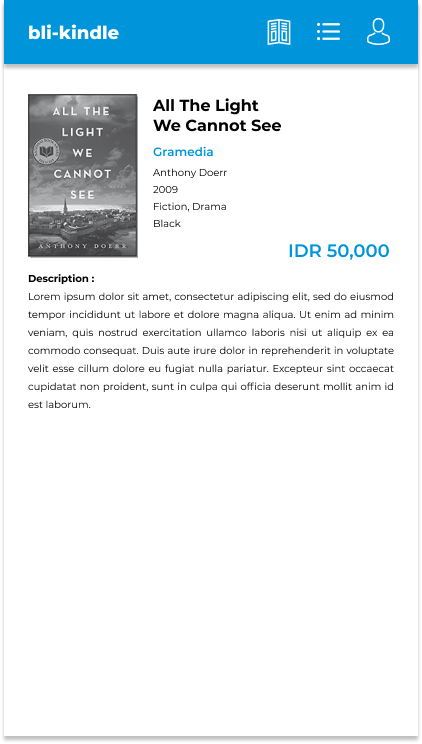 bli-kindle
ALL THE
LIGHT
WE
CANNOT
SEE
ANTHONY DOERR
All The Light
We Cannot See
Gramedia
Anthony Doerr
2009
Fiction, Drama
Black
IDR 50,000
Description :
Lorem ipsum dolor sit amet, consectetur adipiscing elit, sed do eiusmod
tempor incididunt ut labore et dolore magna aliqua. Ut enim ad minim
veniam, quis nostrud exercitation ullamco laboris nisi ut aliquip ex ea
commodo consequat. Duis aute irure dolor in reprehenderit in voluptate
velit esse cillum dolore eu fugiat nulla pariatur. Excepteur sint occaecat
cupidatat non proident, sunt in culpa qui officia deserunt mollit anim id
est laborum.